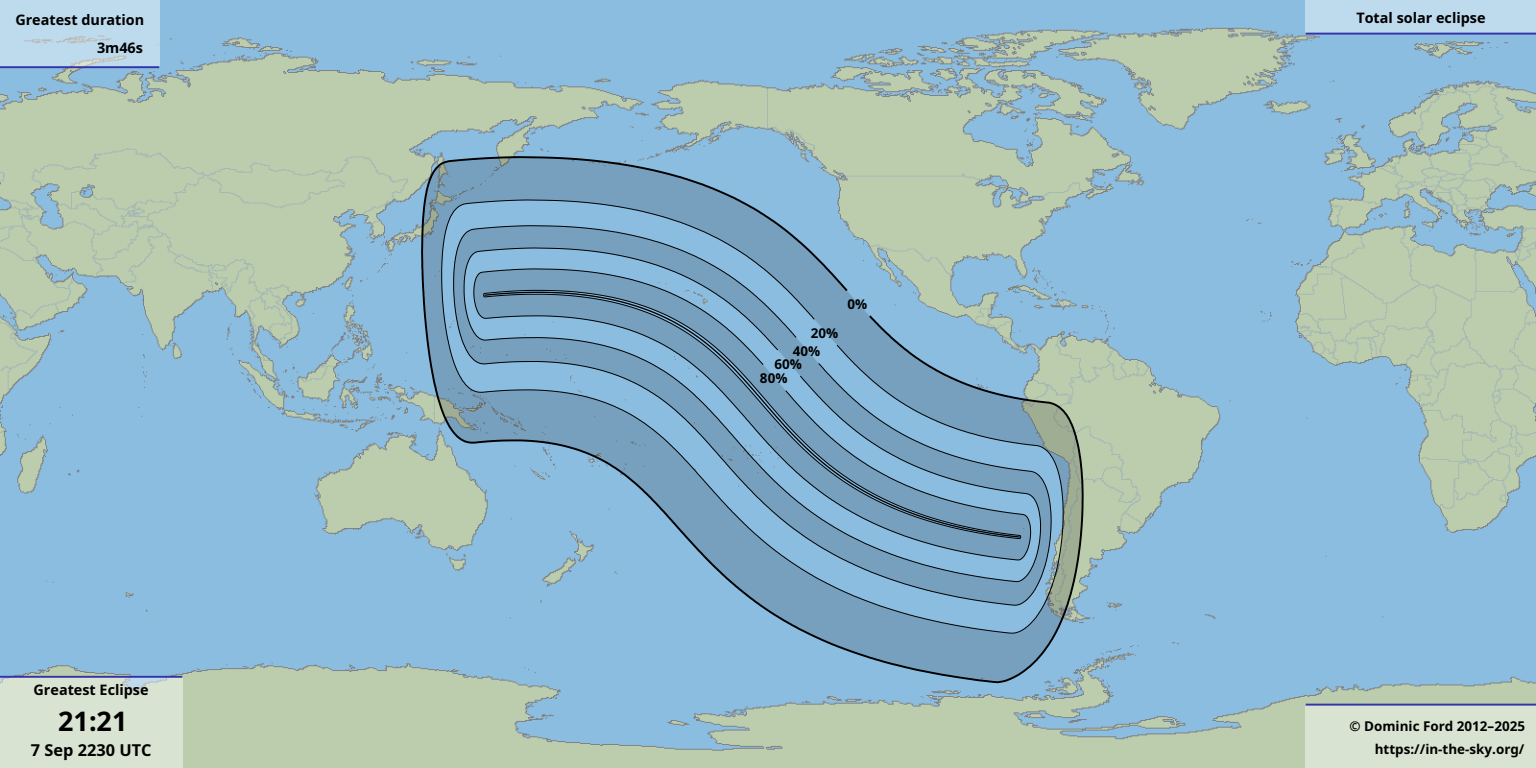 Greatest duration
3m46s
Total solar eclipse
0%
20%
40%
60%
80%
Greatest Eclipse
21:21
7 Sep 2230 UTC
© Dominic Ford 2012–2025
https://in-the-sky.org/